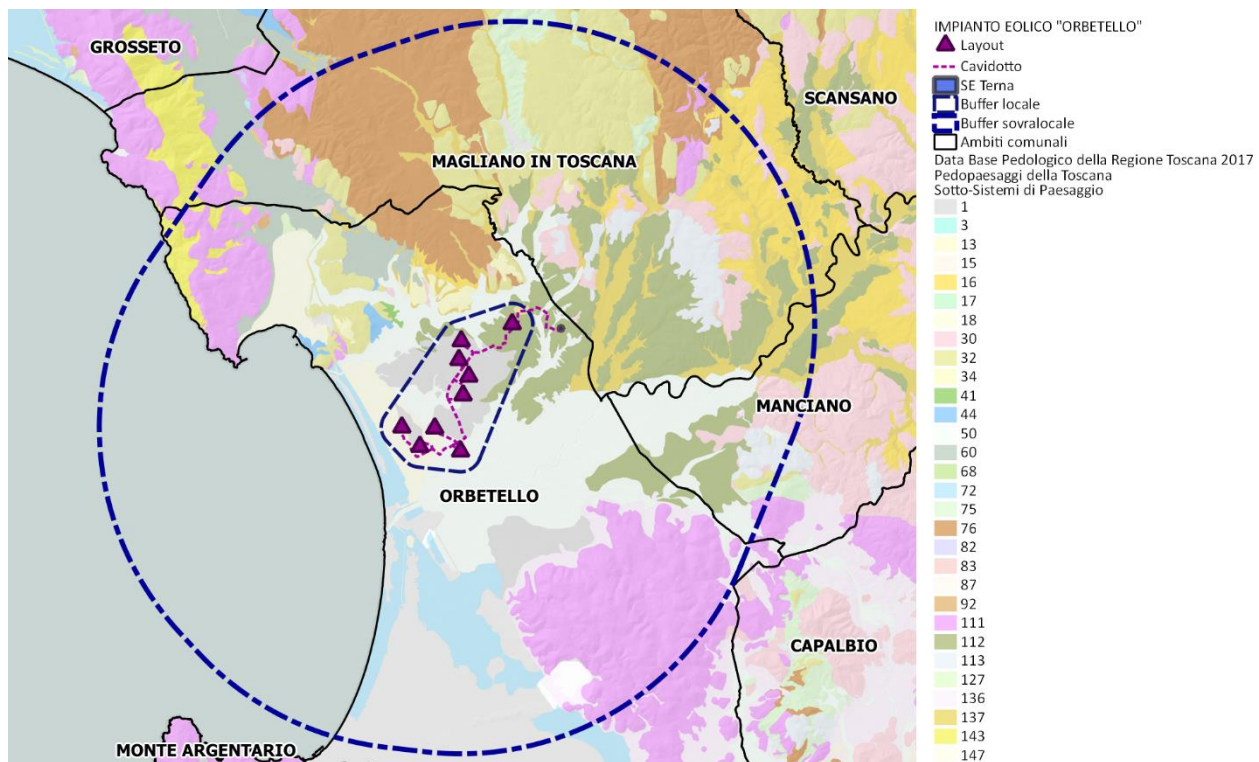 GROSSETO
SCANSANO
MAGLIANO IN TOSCANA
MANCIANO
ORBETELLO
CAPALBIO
MONTE ARGENTARIO
IMPIANTO EOLICO "ORBETELLO"
Layout
Cavidotto
SE Terna
Buffer locale
Buffer sovralocale
Ambiti comunali
Data Base Pedologico della Regione Toscana 2017
Pedopaesaggi della Toscana
Sotto-Sistemi di Paesaggio
1
3
13
15
16
17
18
30
32
34
41
44
50
60
68
72
75
76
82
83
87
92
111
112
113
127
136
137
143
147